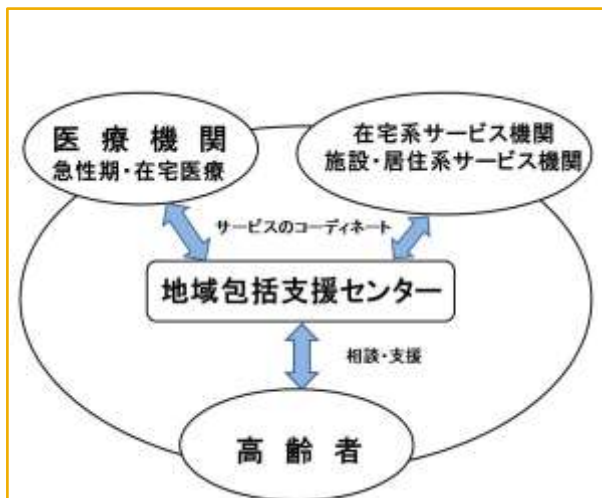 医療機関
急性期・在宅医療
在宅系サービス機関
施設・居住系サービス機関
サービスのコーディネート
地域包括支援センター
相談・支援
高齢者